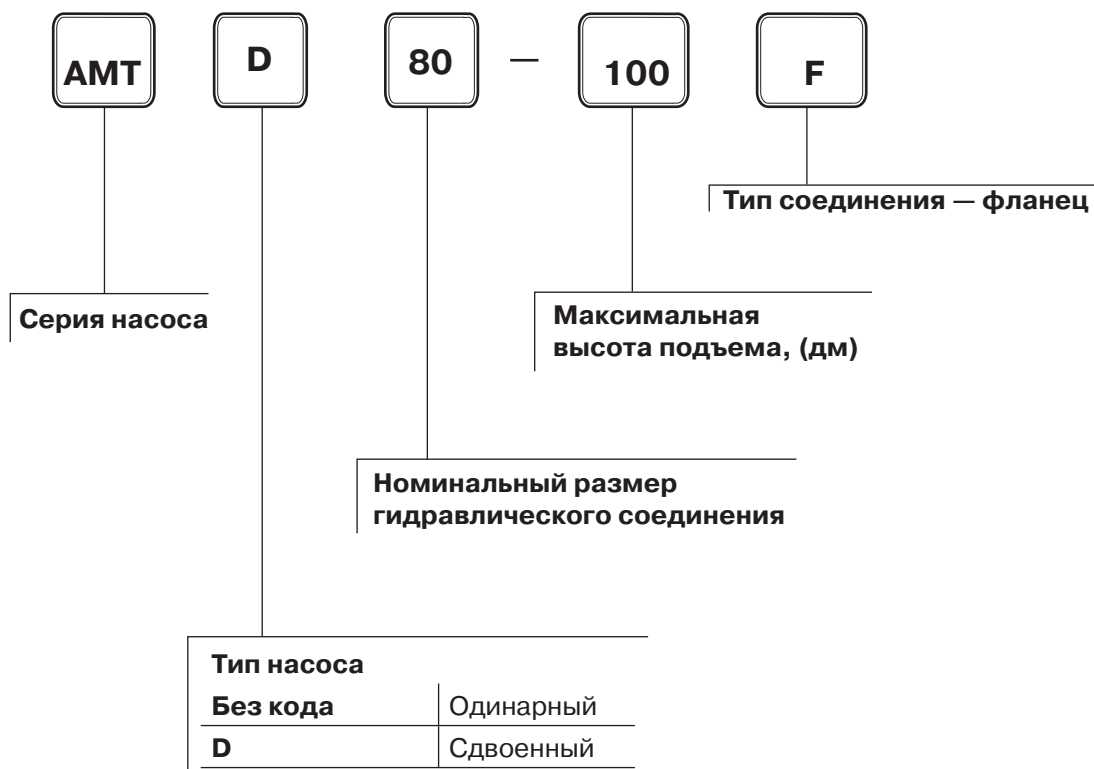 AMT D 80 — 100 F
Тип соединения — фланец
Серия насоса
Максимальная
высота подъема, (дм)
Номинальный размер
гидравлического соединения
Тип насоса
Без кода Одинарный
D Сдвоенный